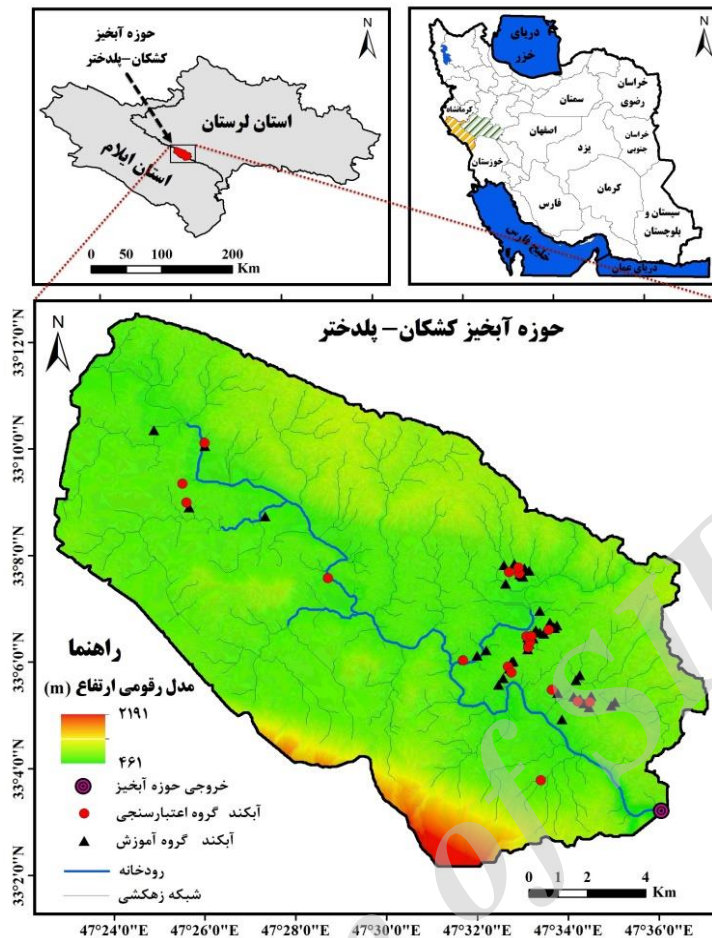 N
حوزه آبخیز
کشکان-پلدختر
استان لرستان
استان ایلام
0 50 100 200
Km
N
دریای
خزر
خراسان
رضوی
سمنان
کرمانشاه
اصفهان
خراسان
جنوبی
یزد
خوزستان
کرمان
فارس
سیستان و
بلوچستان
خلیج فارس
دریای عمان
N
حوزه آبخیز کشکان- پلدختر
33°12'0"N
33°10'0"N
33°8'0"N
33°6'0"N
33°4'0"N
33°2'0"N
راهنما
مدل رقومی ارتفاع (m)
۲۱۹۱
۴۶۱
خروجی حوزه آبخیز
آبکند گروه اعتبارسنجی
آبکند گروه آموزش
رودخانه
شبکه زهکشی
0 1 2 4
Km
47°24'0"E 47°26'0"E 47°28'0"E 47°30'0"E 47°32'0"E 47°34'0"E 47°36'0"E
of SID